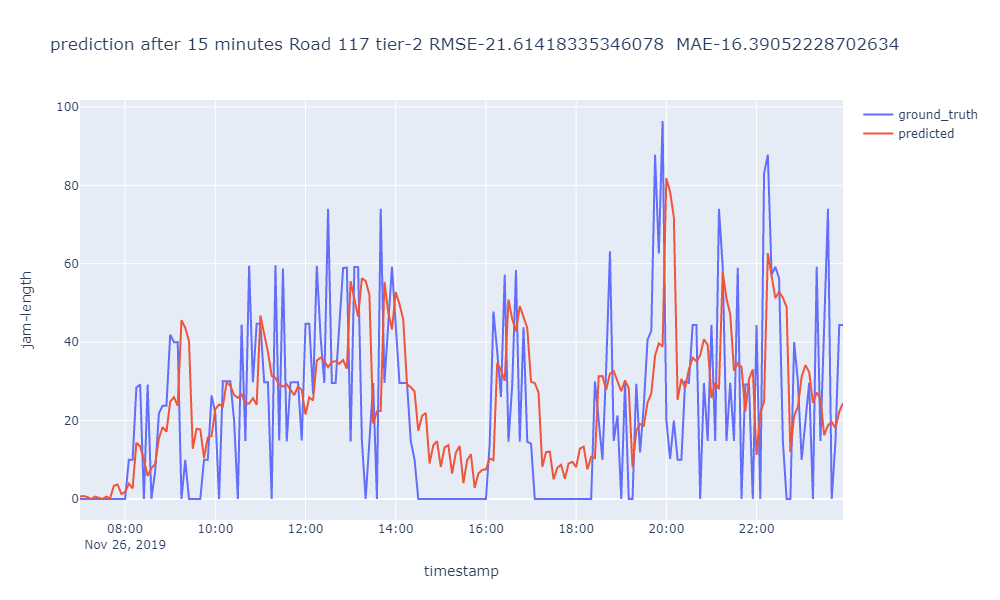 prediction after 15 minutes Road 117 tier-2 RMSE-21.61418335346078  MAE-16.39052228702634
ground_truth
predicted
jam-length
100
80
60
40
20
0
08:00
10:00
12:00
14:00
16:00
18:00
20:00
22:00
Nov 26, 2019
timestamp